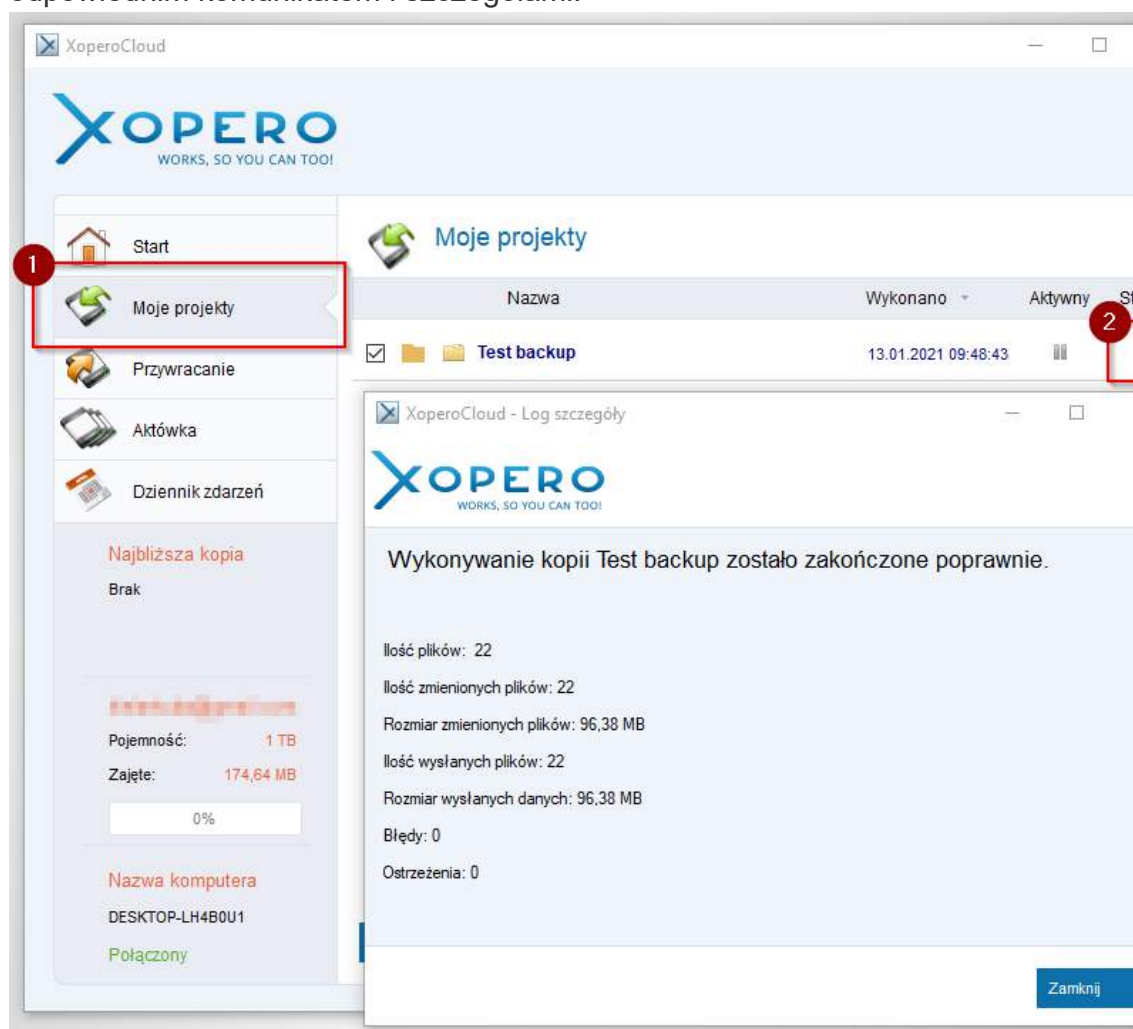 XoperoCloud
XOPERO
WORKS, SO YOU CAN TOO!
1
Start
Moje projekty
Przywracanie
Aktówka
Dziennik zdarzeń
Najbliższa kopia
Brak
Pojemność: 1 TB
Zajęte: 174,64 MB
0%
Nazwa komputera
DESKTOP-LH4B0U1
Połączony
Moje projekty
Nazwa Wykonano Aktywny
2
Test backup 13.01.2021 09:48:43
XoperoCloud - Log szczegóły
XOPERO
WORKS, SO YOU CAN TOO!
Wykonywanie kopii Test backup zostało zakończone poprawnie.
Ilość plików: 22
Ilość zmienionych plików: 22
Rozmiar zmienionych plików: 96,38 MB
Ilość wysłanych plików: 22
Rozmiar wysłanych danych: 96,38 MB
Błędy: 0
Ostrzeżenia: 0
Zamknij